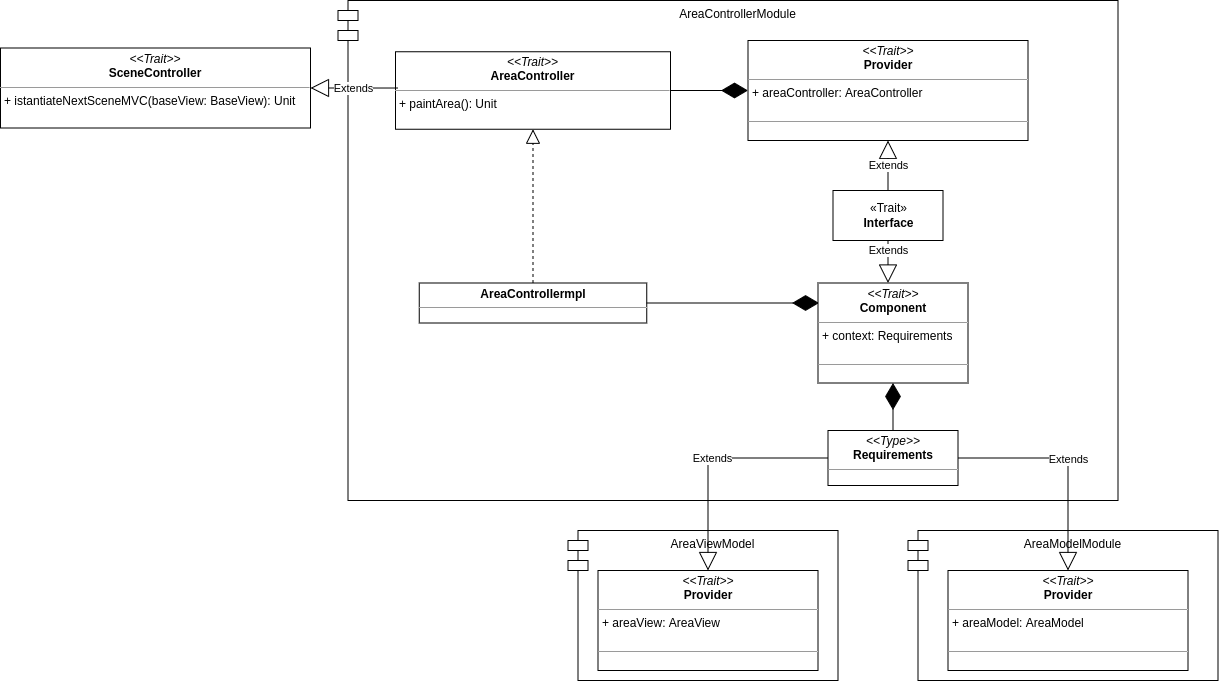 AreaControllerModule
<<Trait>>
SceneController
+ istantiateNextSceneMVC(baseView: BaseView): Unit
Extends
<<Trait>>
AreaController
+ paintArea(): Unit
<<Trait>>
Provider
+ areaController: AreaController
Extends
«Trait»
Interface
Extends
AreaControllermpl
<<Trait>>
Component
+ context: Requirements
<<Type>>
Requirements
Extends
Extends
AreaViewModel
<<Trait>>
Provider
+ areaView: AreaView
AreaModelModule
<<Trait>>
Provider
+ areaModel: AreaModel